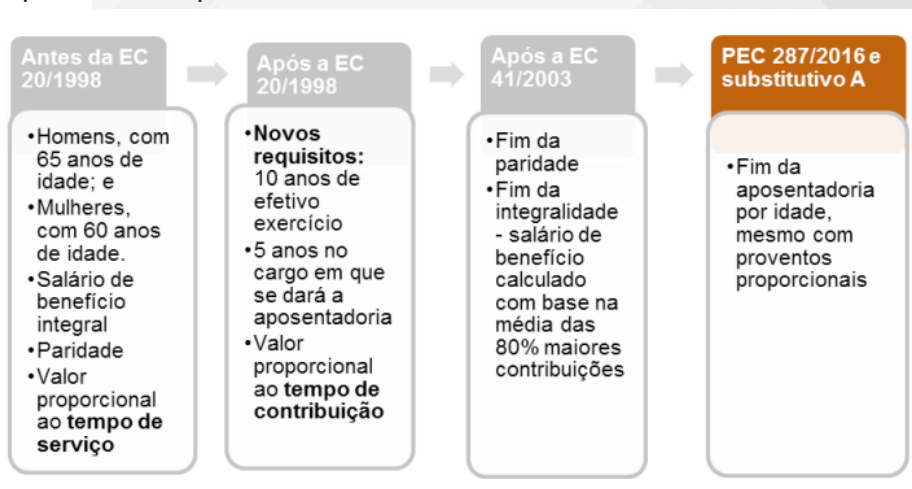 Antes da EC
20/1998
•Homens, com
65 anos de
idade; e
•Mulheres,
com 60 anos
de idade.
•Salário de
benefício
integral
•Paridade
•Valor
proporcional
ao tempo de
serviço
Após a EC
20/1998
•Novos
requisitos:
10 anos de
efetivo
exercício
•5 anos no
cargo em que
se dará a
aposentadoria
•Valor
proporcional
ao tempo de
contribuição
Após a EC
41/2003
•Fim da
paridade
•Fim da
integralidade
- salário de
benefício
calculado
com base na
média das
80% maiores
contribuições
PEC 287/2016 e
substitutivo A
•Fim da
aposentadoria
por idade,
mesmo com
proventos
proporcionais